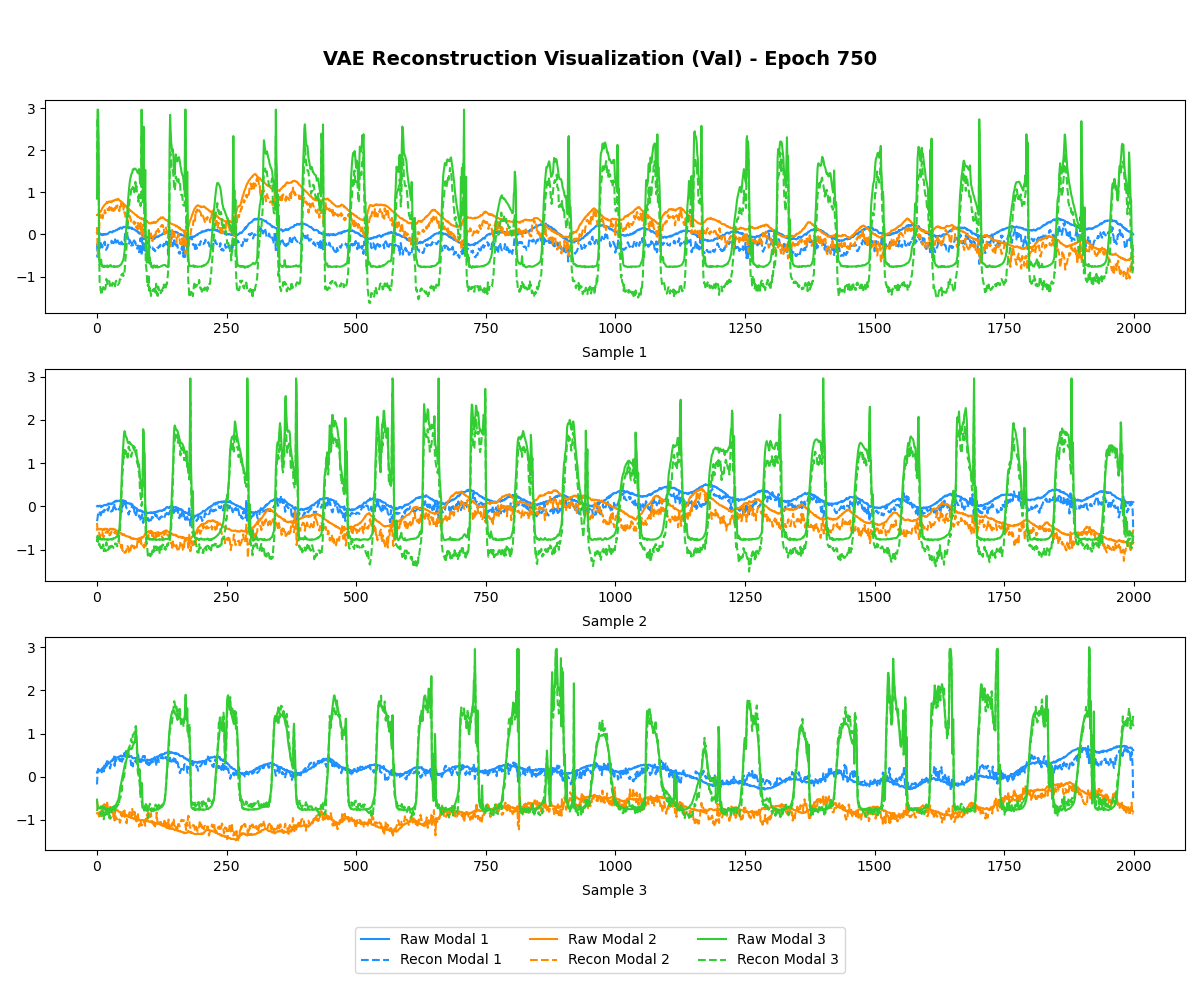 VAE Reconstruction Visualization (Val) - Epoch 750
3
2
1
0
−1
0 250 500 750 1000 1250 1500 1750 2000
Sample 1
3
2
1
0
−1
0 250 500 750 1000 1250 1500 1750 2000
Sample 2
3
2
1
0
−1
0 250 500 750 1000 1250 1500 1750 2000
Sample 3
Raw Modal 1 Raw Modal 2 Raw Modal 3
Recon Modal 1 Recon Modal 2 Recon Modal 3